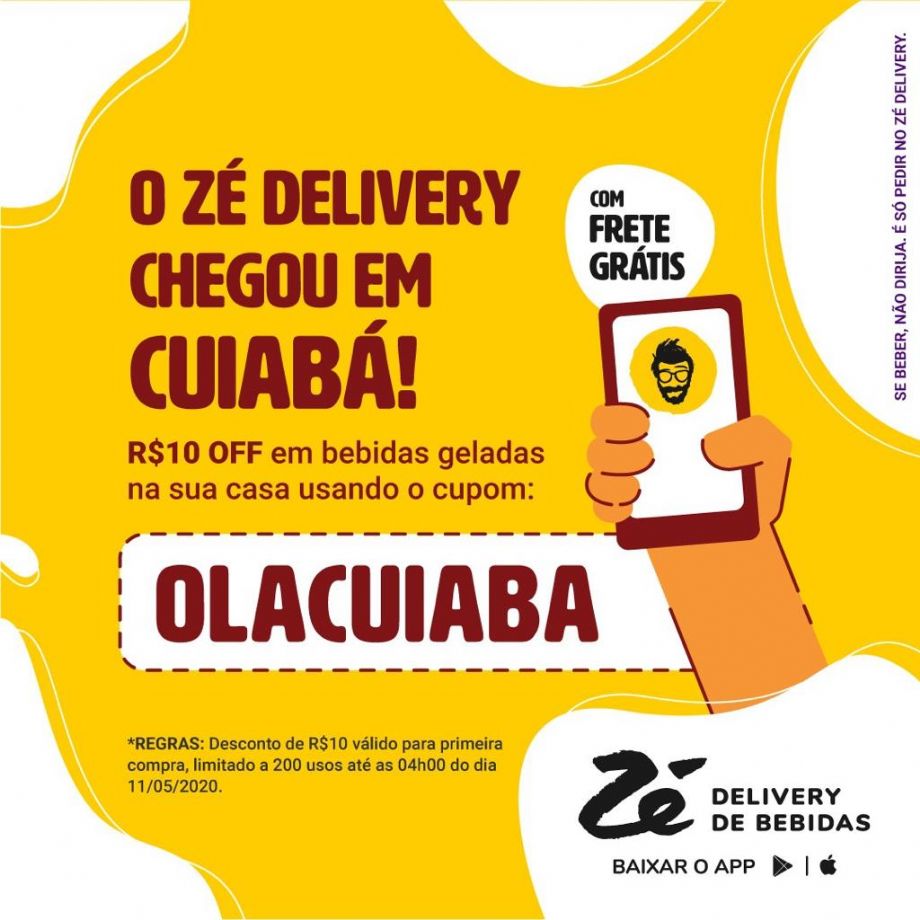 O ZÉ DELIVERY
CHEGOU EM
CUIABÁ!
R$10 OFF em bebidas geladas
na sua casa usando o cupom:
OLACUIABA
COM
FRETE
GRÁTIS
SE BEBER, NÃO DIRIJA. É SÓ PEDIR NO ZÉ DELIVERY.
*REGRAS: Desconto de R$10 válido para primeira
compra, limitado a 200 usos até as 04h00 do dia
11/05/2020.
Zé DELIVERY
DE BEBIDAS
BAIXAR O APP